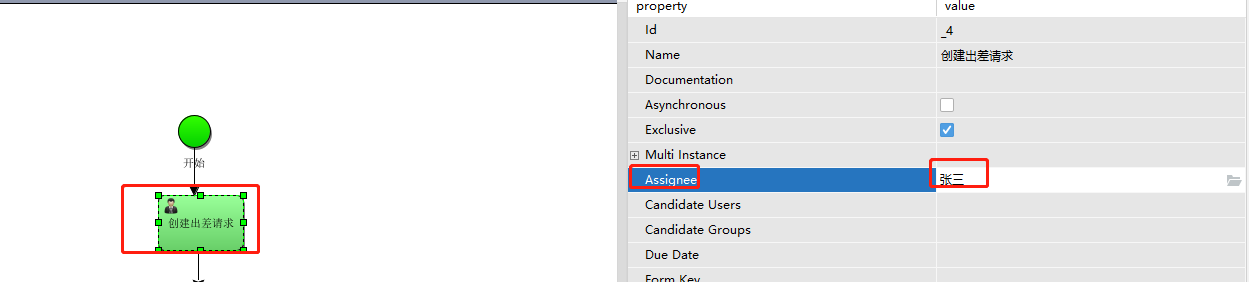 property value
Id _4
Name 创建出差请求
Documentation
Asynchronous
Exclusive
Multi Instance
Assignee 张三
Candidate Users
Candidate Groups
Due Date
Form Key
开始
创建出差请求